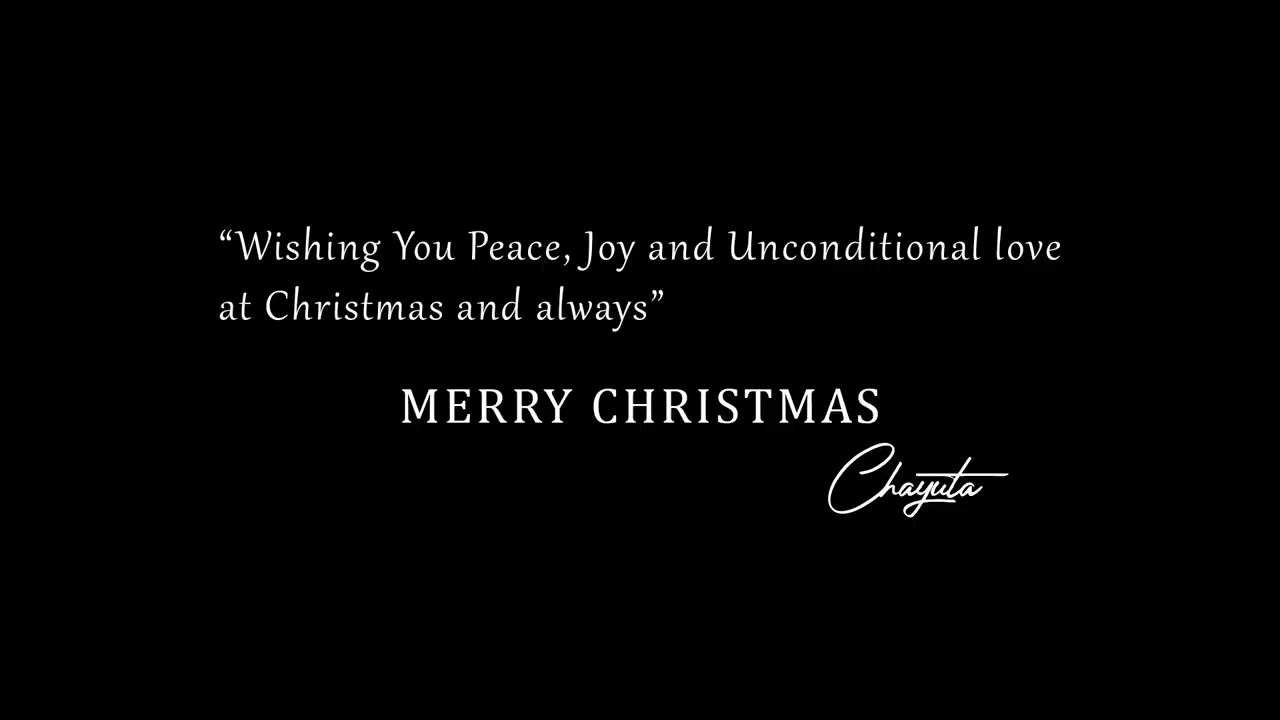 “Wishing You Peace, Joy and Unconditional love
at Christmas and always”
MERRY CHRISTMAS
Chayuta